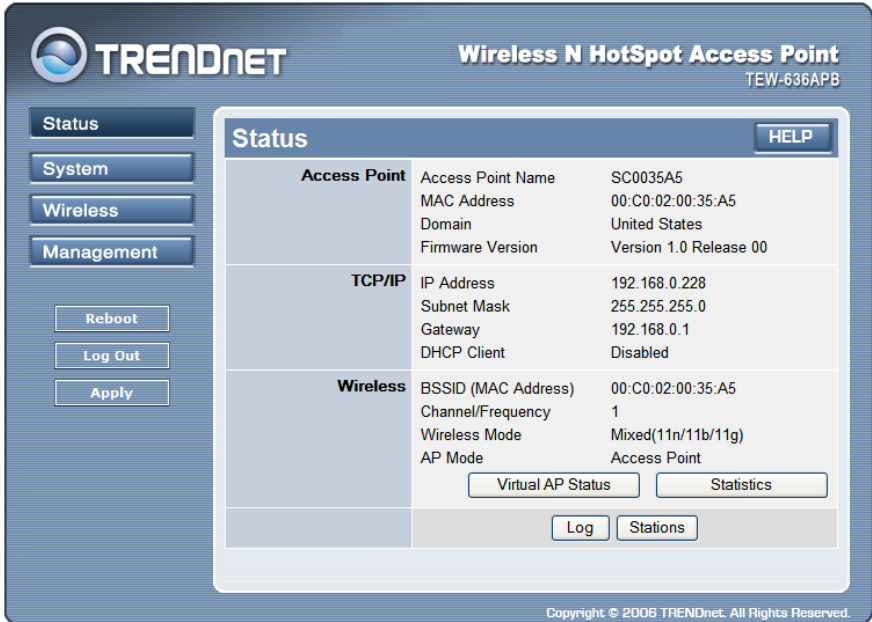 TRENDNET
Wireless N HotSpot Access Point
TEW-636APB
Status
System
Wireless
Management
Reboot
Log Out
Apply
Status
HELP
Access Point
Access Point Name SC0035A5
MAC Address 00:C0:02:00:35:A5
Domain United States
Firmware Version Version 1.0 Release 00
TCP/IP
IP Address 192.168.0.228
Subnet Mask 255.255.255.0
Gateway 192.168.0.1
DHCP Client Disabled
Wireless
BSSID (MAC Address) 00:C0:02:00:35:A5
Channel/Frequency 1
Wireless Mode Mixed(11n/11b/11g)
AP Mode Access Point
Virtual AP Status Statistics
Log Stations
Copyright © 2006 TRENDnet. All Rights Reserved.